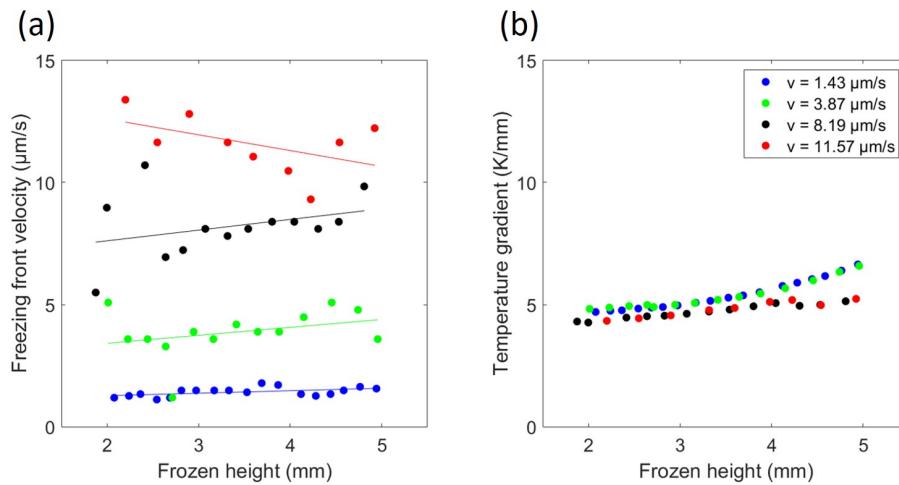 (a)
15
10
5
0
2
3
4
5
Freezing front velocity (µm/s)
Frozen height (mm)
(b)
15
10
5
0
2
3
4
5
Temperature gradient (K/mm)
Frozen height (mm)
v = 1.43 µm/s
v = 3.87 µm/s
v = 8.19 µm/s
v = 11.57 µm/s